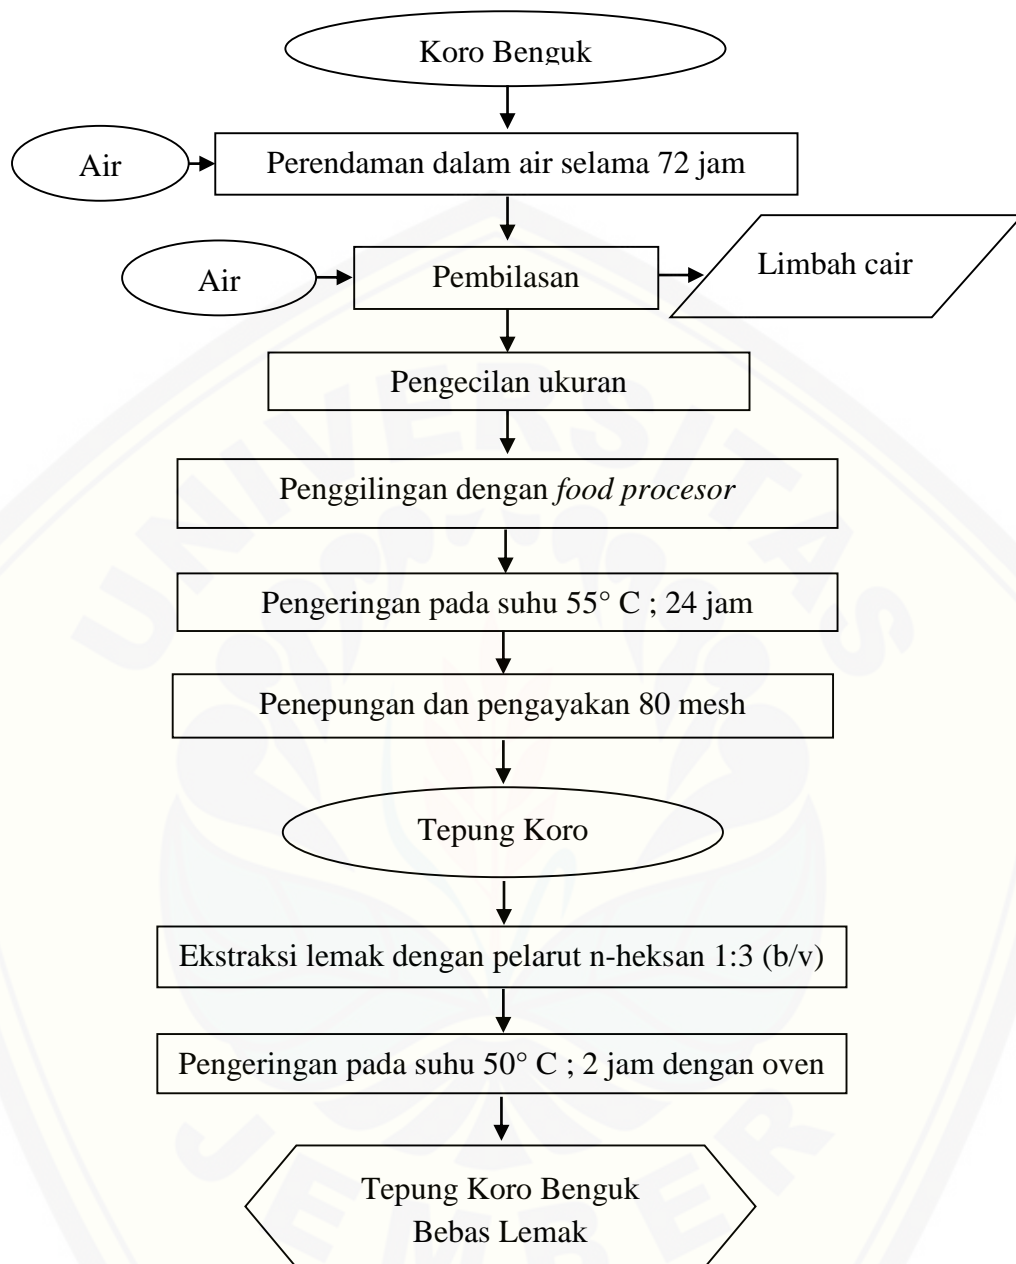 Koro Benguk
Air
Perendaman dalam air selama 72 jam
Air
Pembilasan
Limbah cair
Pengecilan ukuran
Penggilingan dengan food procesor
Pengeringan pada suhu 55° C ; 24 jam
Penepungan dan pengayakan 80 mesh
Tepung Koro
Ekstraksi lemak dengan pelarut n-heksan 1:3 (b/v)
Pengeringan pada suhu 50° C ; 2 jam dengan oven
Tepung Koro Benguk
Bebas Lemak
UNIVERSITAS
JEMBER